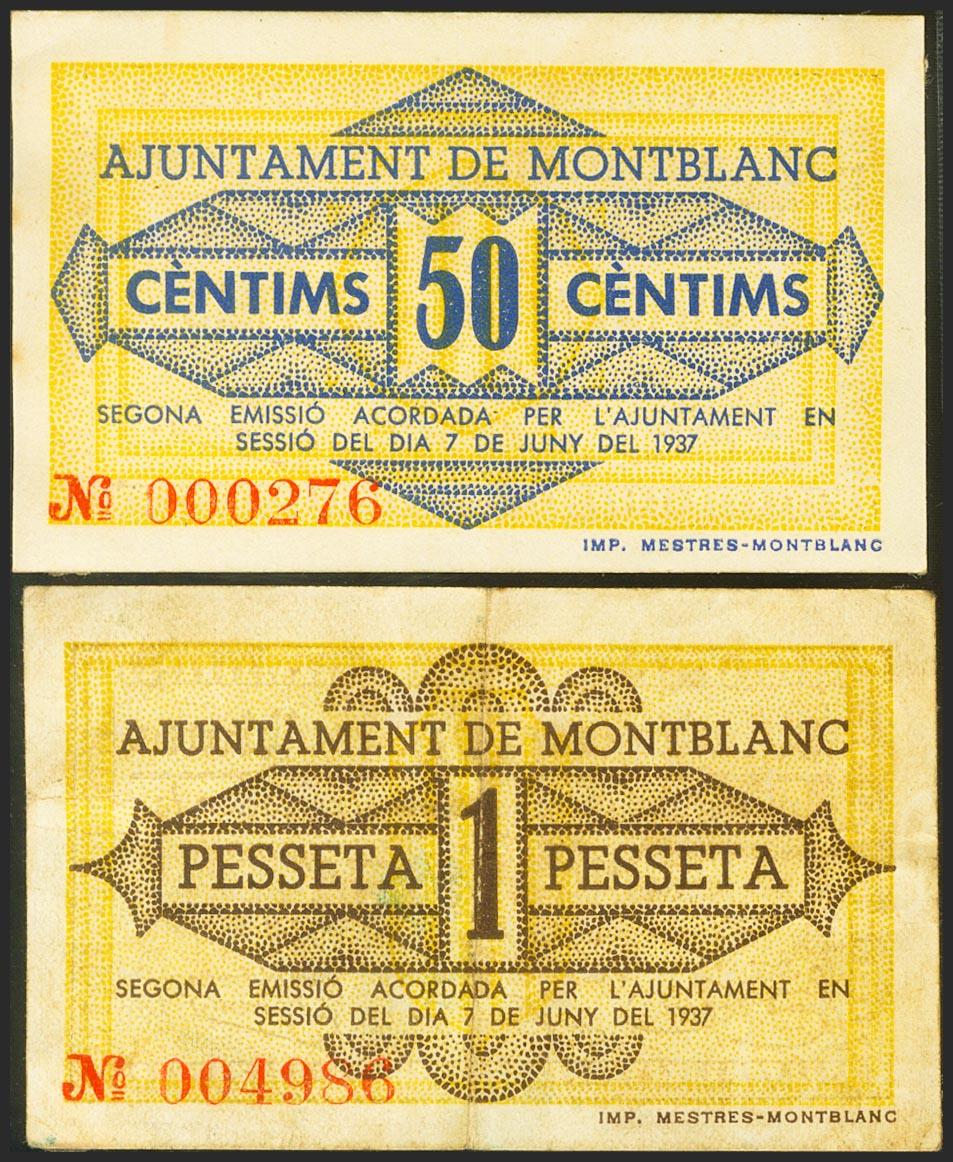 AJUNTAMENT DE MONTBLANC
CÈNTIMS 50 CÈNTIMS
SEGONA EMISSIÓ ACORDADA PER L'AJUNTAMENT EN
SESSIÓ DEL DIA 7 DE JUNY DEL 1937
Nº 000276
IMP. MESTRES-MONTBLANC
AJUNTAMENT DE MONTBLANC
PESSETA 1 PESSETA
SEGONA EMISSIÓ ACORDADA PER L'AJUNTAMENT EN
SESSIÓ DEL DIA 7 DE JUNY DEL 1937
Nº 004986
IMP. MESTRES-MONTBLANC